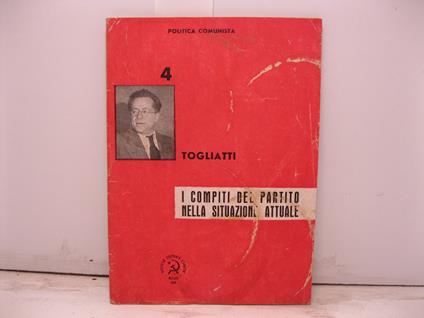 POLITICA COMUNISTA
4
TOGLIATTI
I COMPITI DEL PARTITO
NELLA SITUAZIONE ATTUALE